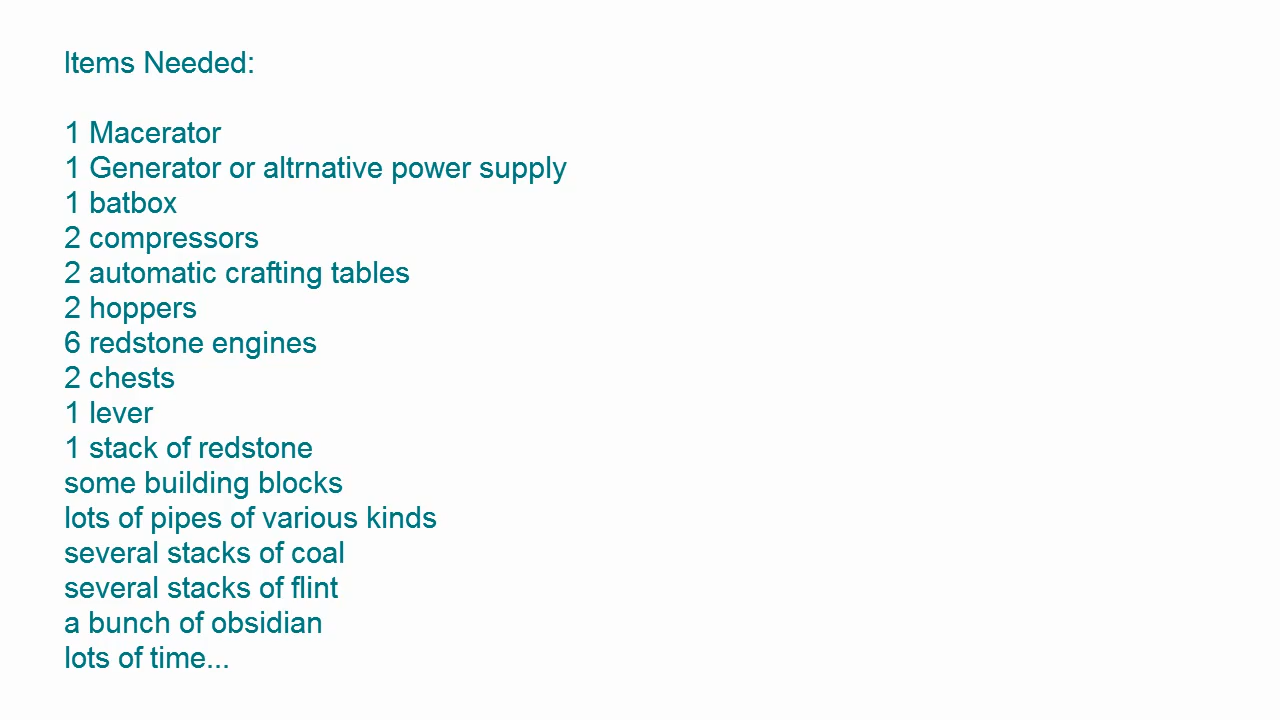 Items Needed:
1 Macerator
1 Generator or altrnative power supply
1 batbox
2 compressors
2 automatic crafting tables
2 hoppers
6 redstone engines
2 chests
1 lever
1 stack of redstone
some building blocks
lots of pipes of various kinds
several stacks of coal
several stacks of flint
a bunch of obsidian
lots of time...